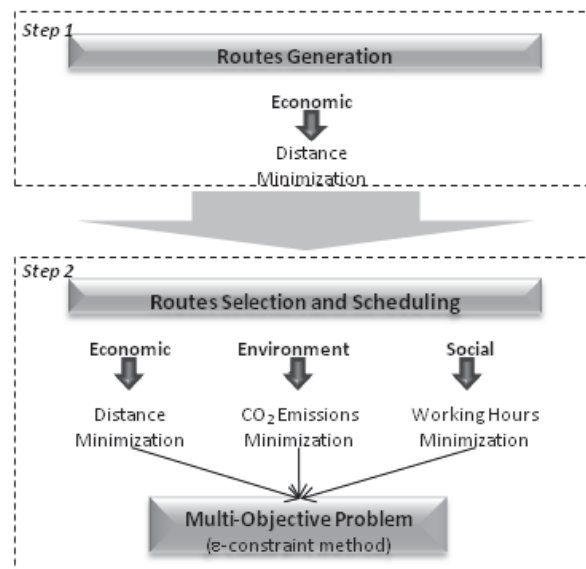 Step 1
Routes Generation
Economic
Distance
Minimization
Step 2
Routes Selection and Scheduling
Economic Environment Social
Distance CO₂ Emissions Working Hours
Minimization Minimization Minimization
Multi-Objective Problem
(ε-constraint method)